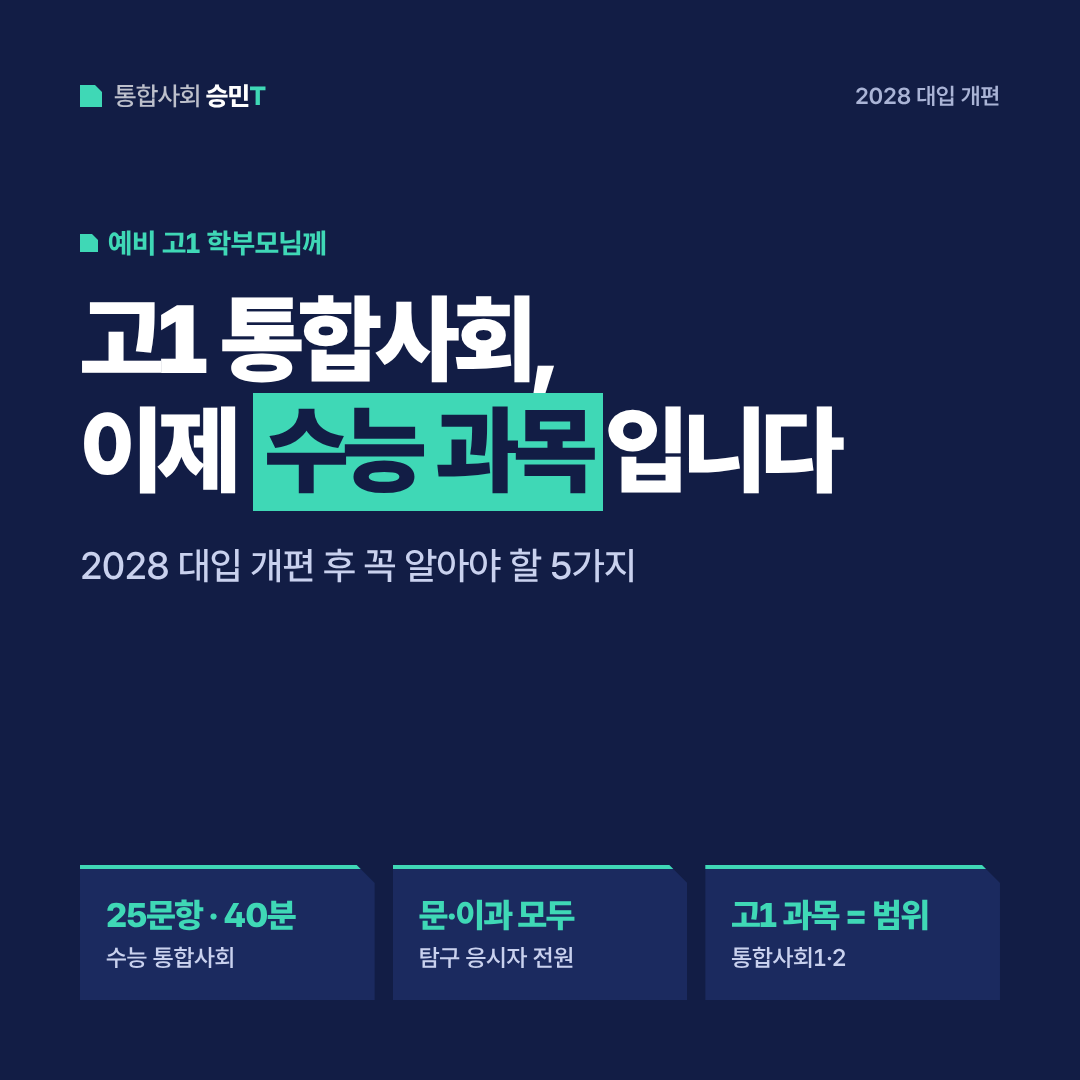 통합사회 승민T
2028 대입 개편
예비 고1 학부모님께
고1 통합사회,
이제 수능 과목입니다
2028 대입 개편 후 꼭 알아야 할 5가지
25문항 · 40분
수능 통합사회
문·이과 모두
탐구 응시자 전원
고1 과목 = 범위
통합사회1·2